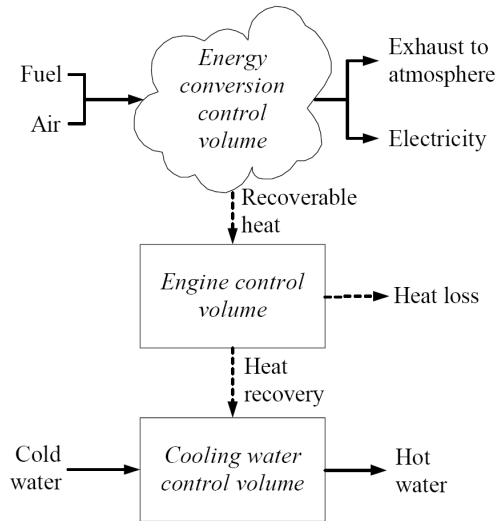 Fuel
Air
Energy
conversion
control
volume
Exhaust to
atmosphere
Electricity
Recoverable
heat
Engine control
volume
Heat loss
Heat
recovery
Cold
water
Cooling water
control volume
Hot
water